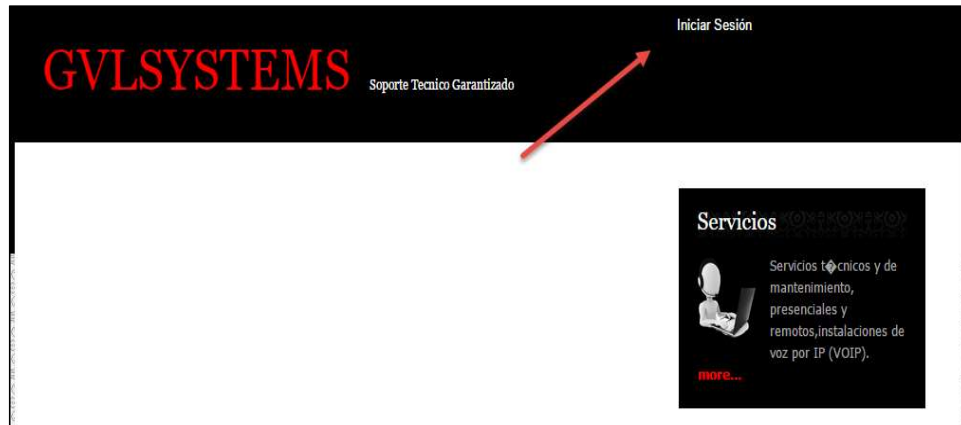 Iniciar Sesión
GVLSYSTEMS Soporte Tecnico Garantizado
Servicios
Servicios t�cnicos y de
mantenimiento,
presenciales y
remotos,instalaciones de
voz por IP (VOIP).
more...